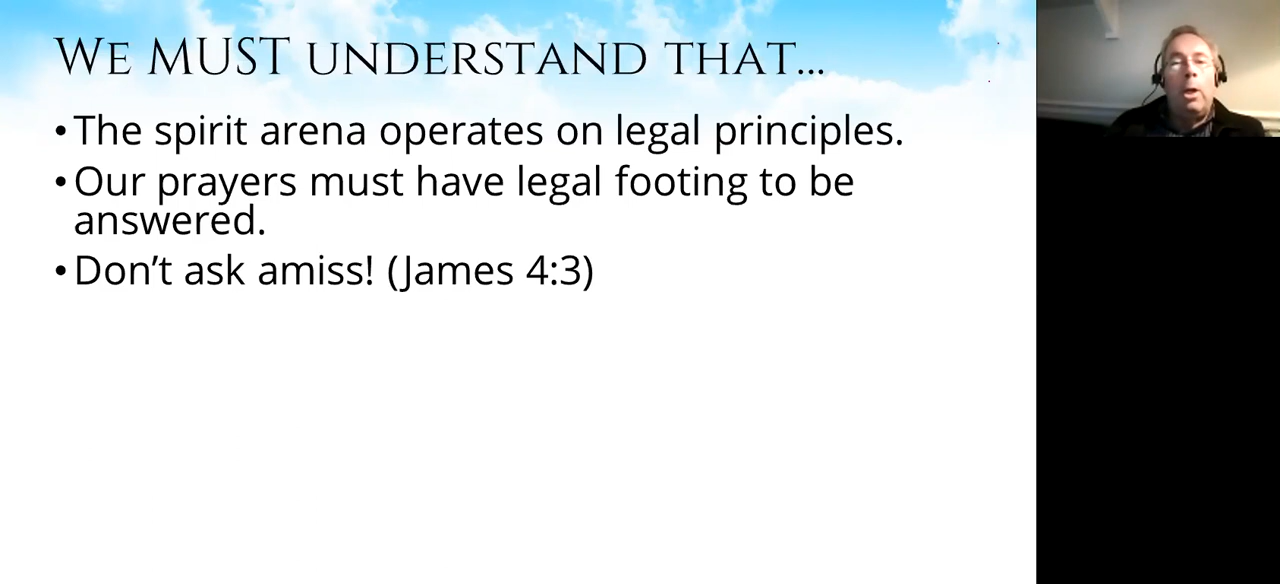 WE MUST UNDERSTAND THAT...
•The spirit arena operates on legal principles.
•Our prayers must have legal footing to be
answered.
•Don’t ask amiss! (James 4:3)